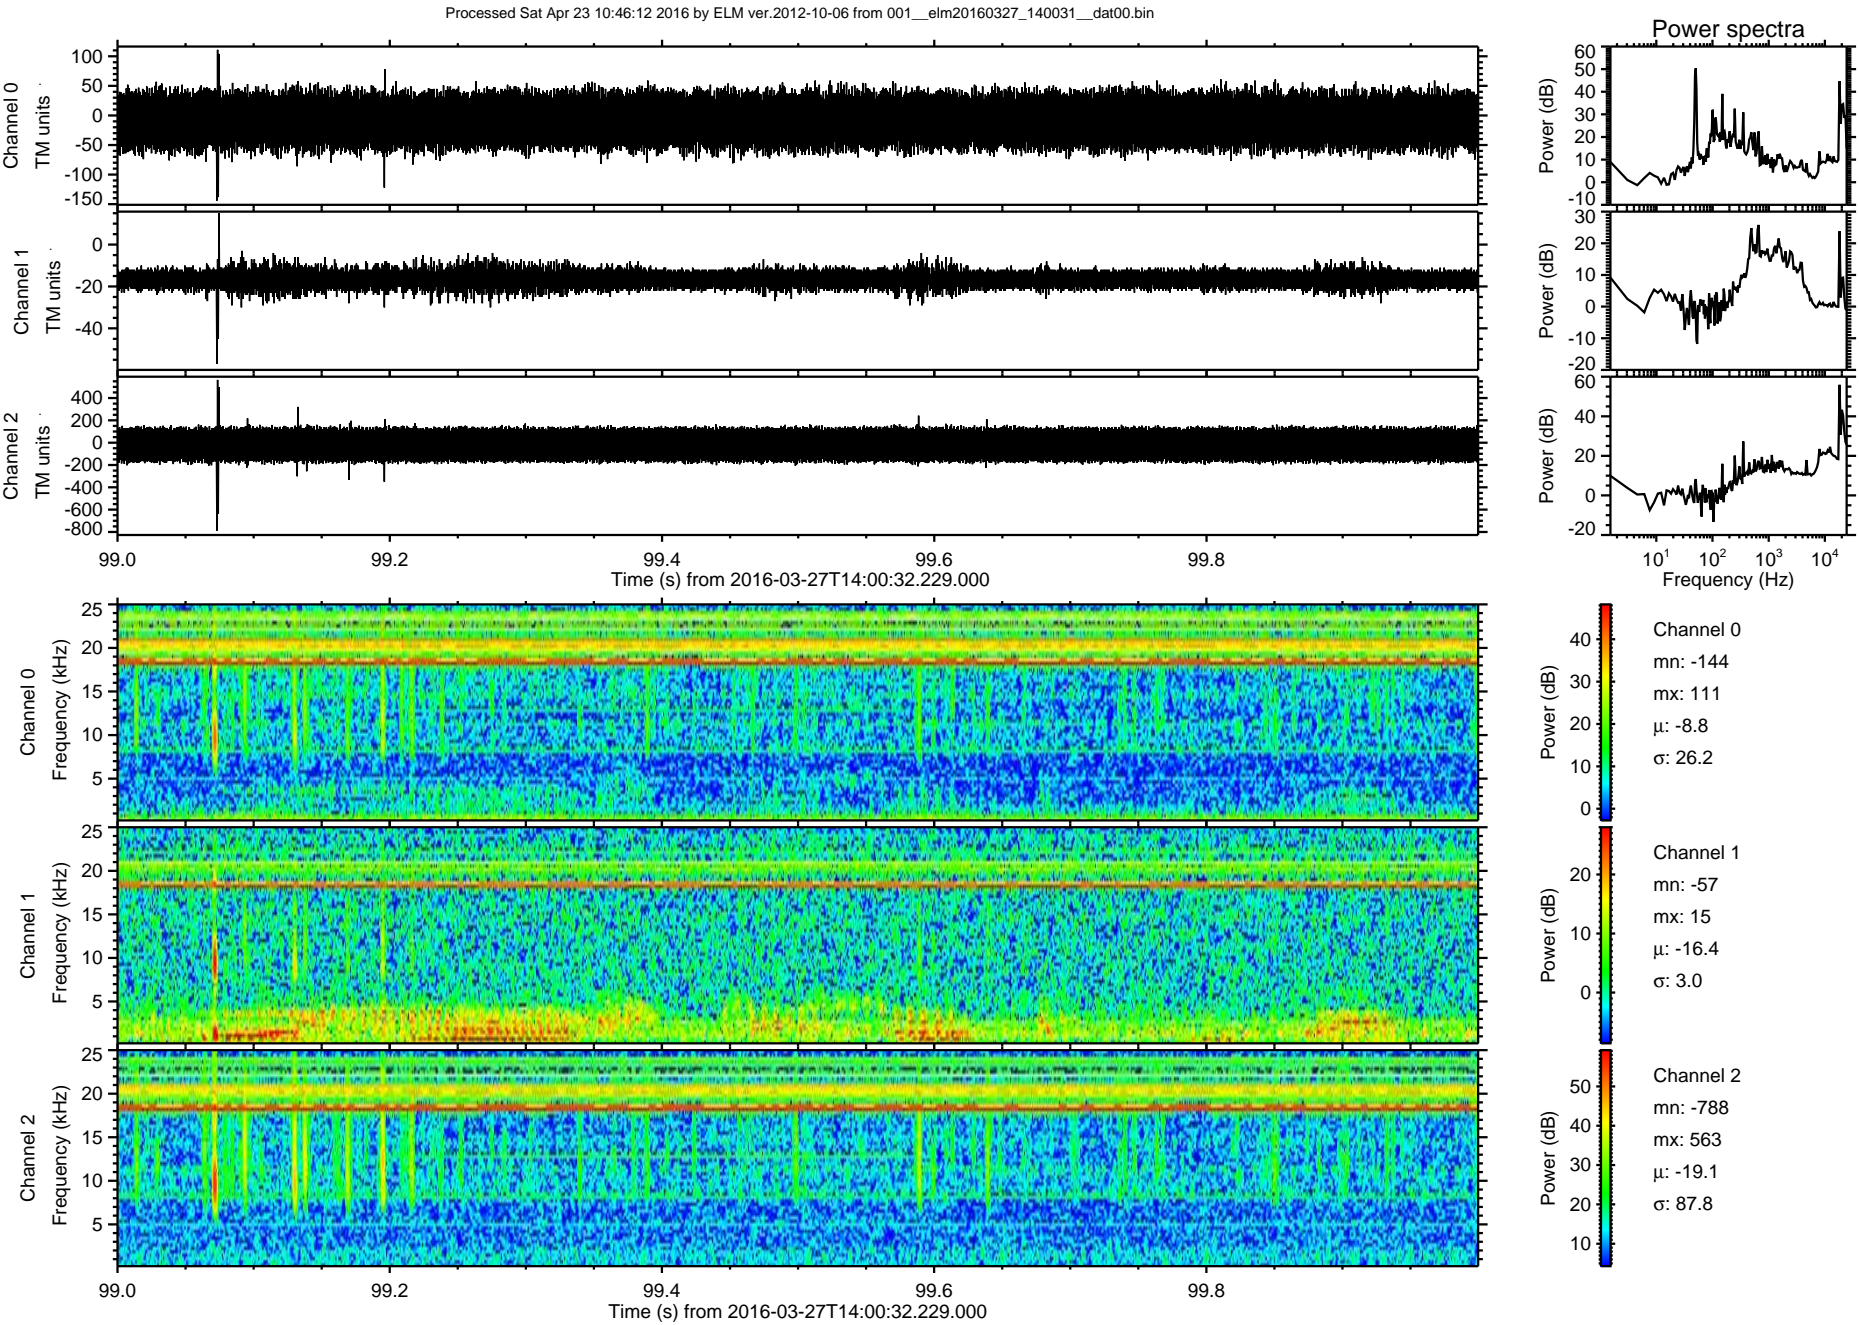 Processed Sat Apr 23 10:46:12 2016 by ELM ver.2012-10-06 from 001__elm20160327_140031__dat00.bin
Power spectra
Channel 0
TM units
100
50
0
-50
-100
-150
Power (dB)
60
50
40
30
20
10
0
-10
Channel 1
TM units
0
-20
-40
Power (dB)
30
20
10
0
-10
-20
Channel 2
TM units
400
200
0
-200
-400
-600
-800
Power (dB)
60
40
20
0
-20
99.0 99.2 99.4 99.6 99.8
Time (s) from 2016-03-27T14:00:32.229.000
10¹ 10² 10³ 10⁴
Frequency (Hz)
Channel 0
Frequency (kHz)
25
20
15
10
5
Power (dB)
40
30
20
10
0
Channel 0
mn: -144
mx: 111
μ: -8.8
σ: 26.2
Channel 1
Frequency (kHz)
25
20
15
10
5
Power (dB)
20
10
0
Channel 1
mn: -57
mx: 15
μ: -16.4
σ: 3.0
Channel 2
Frequency (kHz)
25
20
15
10
5
Power (dB)
50
40
30
20
10
Channel 2
mn: -788
mx: 563
μ: -19.1
σ: 87.8
99.0 99.2 99.4 99.6 99.8
Time (s) from 2016-03-27T14:00:32.229.000